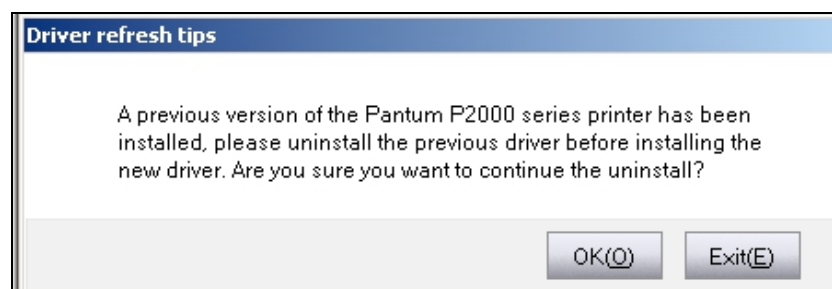 Driver refresh tips
A previous version of the Pantum P2000 series printer has been
installed, please uninstall the previous driver before installing the
new driver. Are you sure you want to continue the uninstall?
OK(O) Exit(E)